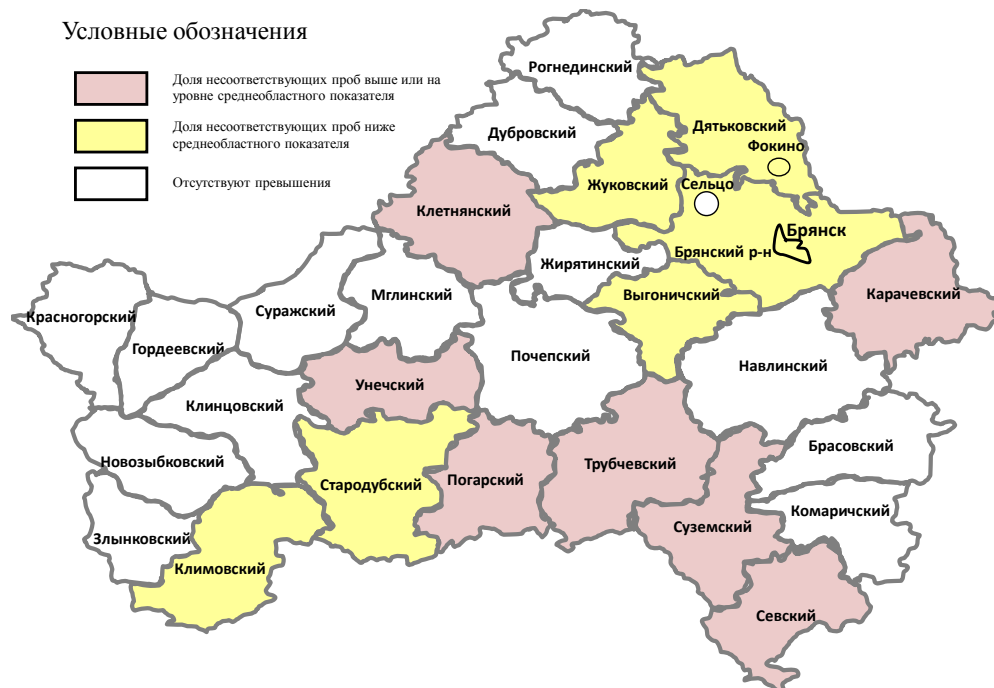 Условные обозначения
Доля несоответствующих проб выше или на
уровне среднеобластного показателя
Доля несоответствующих проб ниже
среднеобластного показателя
Отсутствуют превышения
Рогнединский
Дубровский
Дятьковский
Фокино
Жуковский
Сельцо
Клетнянский
Брянск
Брянский р-н
Жирятинский
Выгоничский
Карачевский
Мглинский
Суражский
Красногорский
Гордеевский
Почепский
Навлинский
Унечский
Клинцовский
Брасовский
Новозыбковский
Трубчевский
Погарский
Стародубский
Комаричский
Суземский
Злынковский
Климовский
Севский